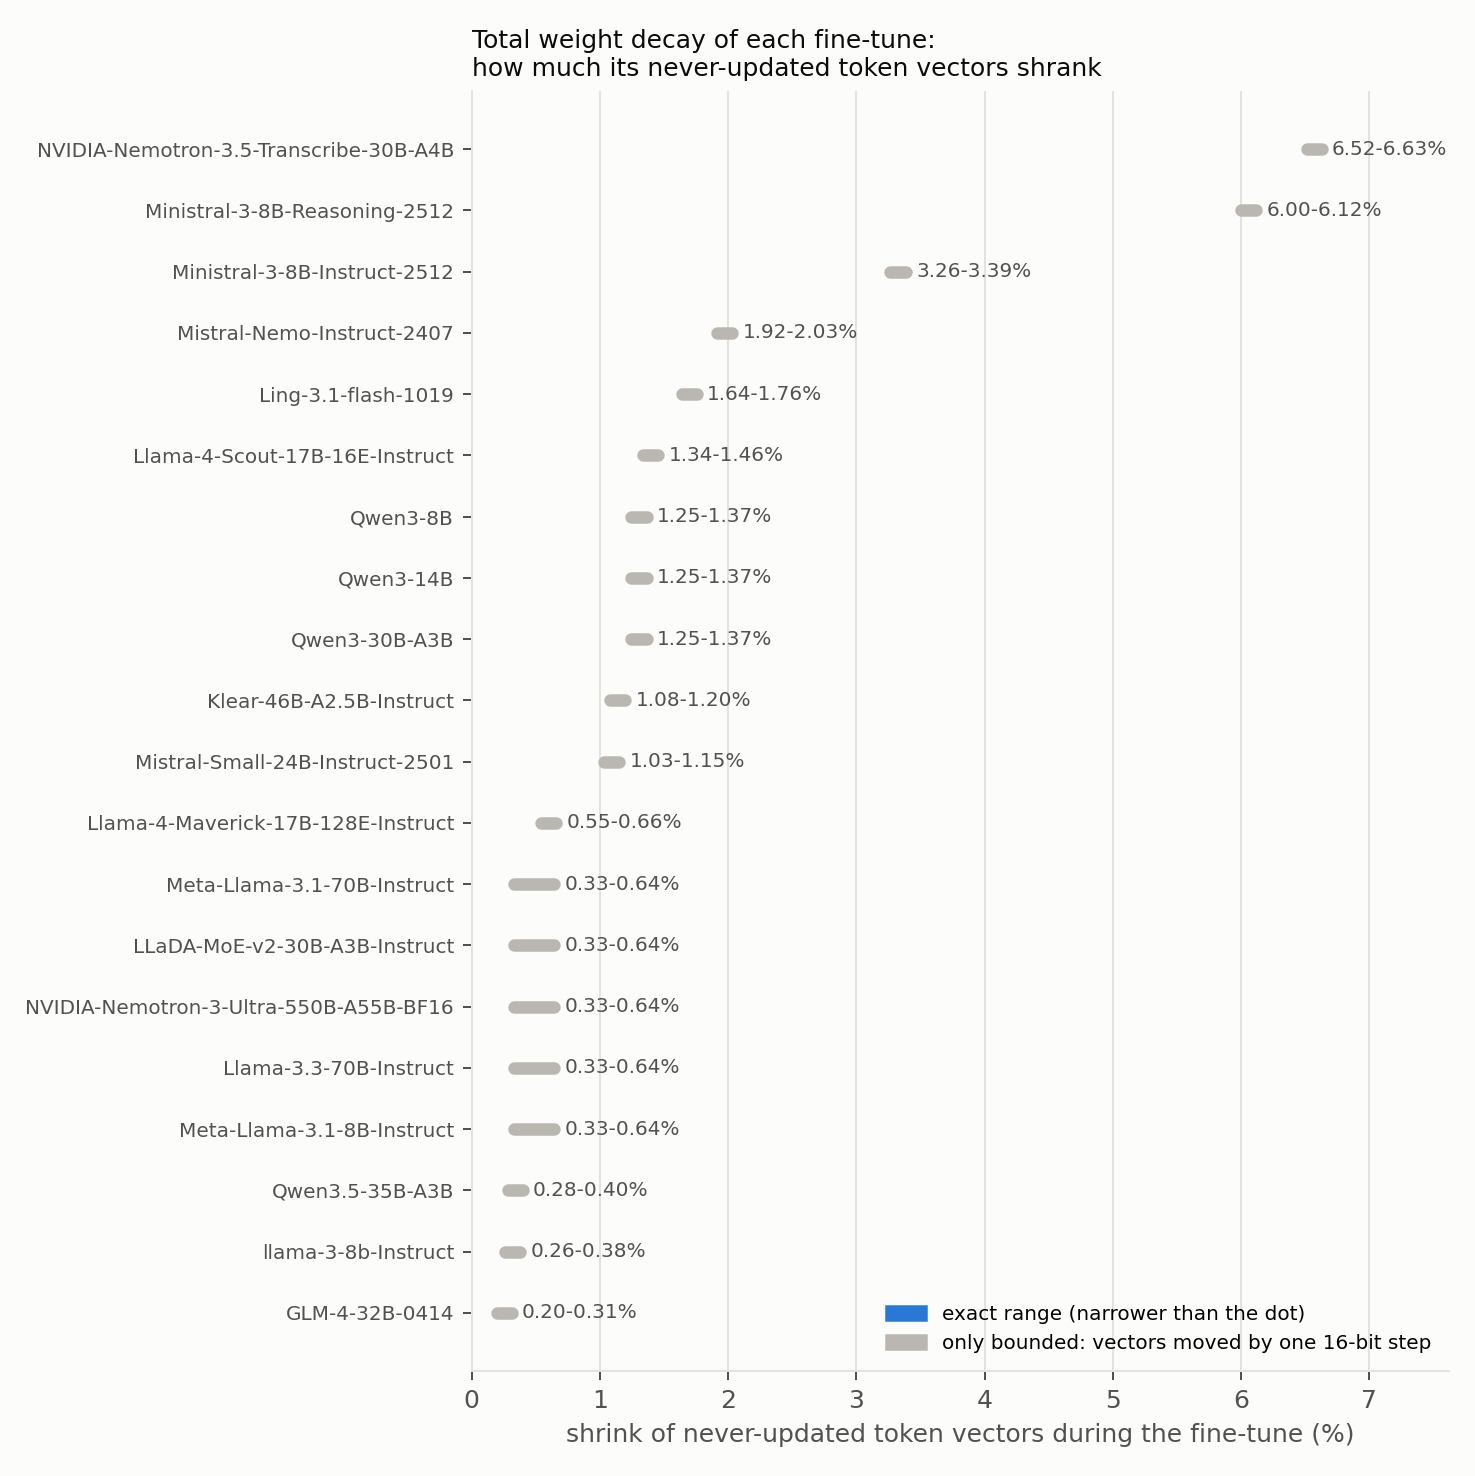 Total weight decay of each fine-tune:
how much its never-updated token vectors shrank
NVIDIA-Nemotron-3.5-Transcribe-30B-A4B
6.52-6.63%
Ministral-3-8B-Reasoning-2512
6.00-6.12%
Ministral-3-8B-Instruct-2512
3.26-3.39%
Mistral-Nemo-Instruct-2407
1.92-2.03%
Ling-3.1-flash-1019
1.64-1.76%
Llama-4-Scout-17B-16E-Instruct
1.34-1.46%
Qwen3-8B
1.25-1.37%
Qwen3-14B
1.25-1.37%
Qwen3-30B-A3B
1.25-1.37%
Klear-46B-A2.5B-Instruct
1.08-1.20%
Mistral-Small-24B-Instruct-2501
1.03-1.15%
Llama-4-Maverick-17B-128E-Instruct
0.55-0.66%
Meta-Llama-3.1-70B-Instruct
0.33-0.64%
LLaDA-MoE-v2-30B-A3B-Instruct
0.33-0.64%
NVIDIA-Nemotron-3-Ultra-550B-A55B-BF16
0.33-0.64%
Llama-3.3-70B-Instruct
0.33-0.64%
Meta-Llama-3.1-8B-Instruct
0.33-0.64%
Qwen3.5-35B-A3B
0.28-0.40%
llama-3-8b-Instruct
0.26-0.38%
GLM-4-32B-0414
0.20-0.31%
exact range (narrower than the dot)
only bounded: vectors moved by one 16-bit step
0 1 2 3 4 5 6 7
shrink of never-updated token vectors during the fine-tune (%)